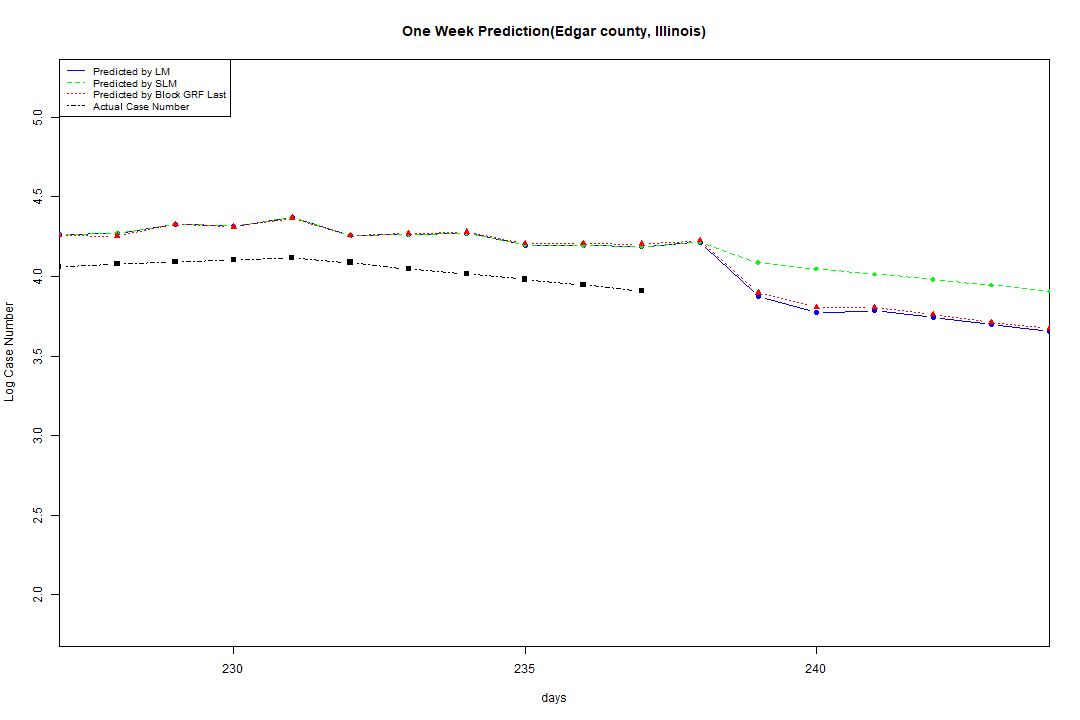 One Week Prediction(Edgar county, Illinois)
Predicted by LM
Predicted by SLM
Predicted by Block GRF Last
Actual Case Number
5.0
4.5
4.0
3.5
3.0
2.5
2.0
Log Case Number
230
235
240
days